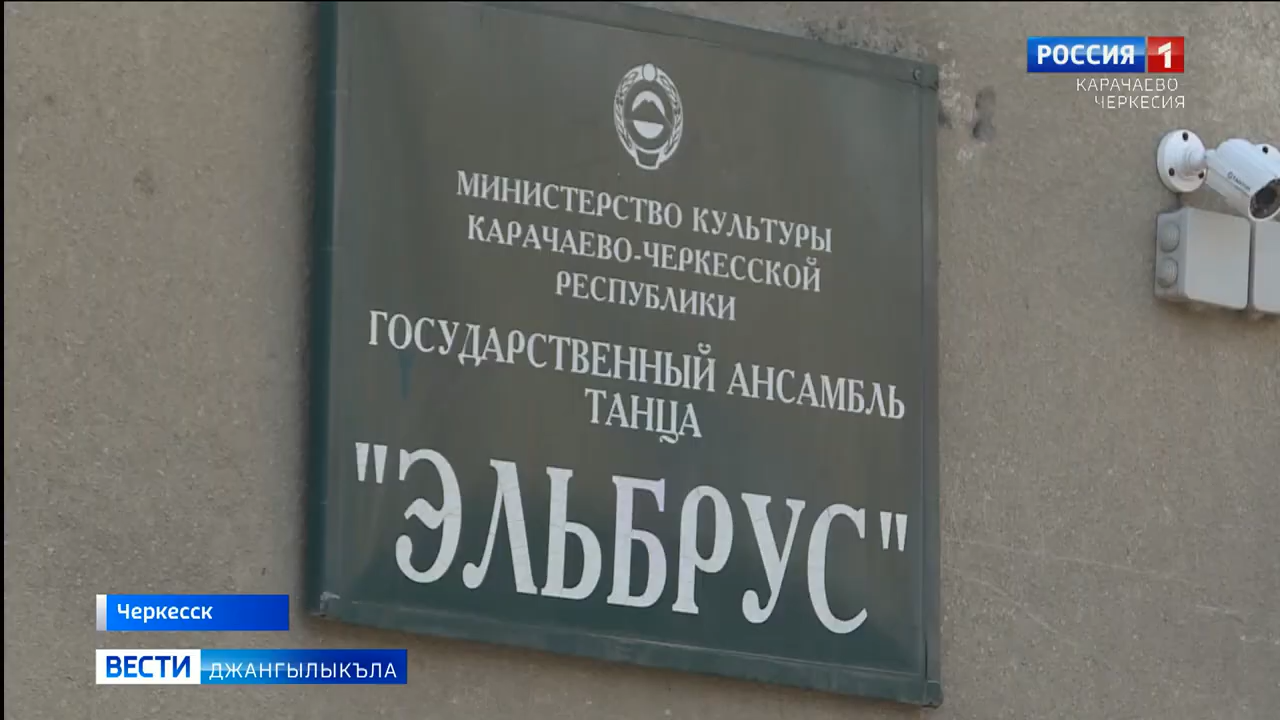 РОССИЯ 1
КАРАЧАЕВО
ЧЕРКЕСИЯ
МИНИСТЕРСТВО КУЛЬТУРЫ
КАРАЧАЕВО-ЧЕРКЕССКОЙ
РЕСПУБЛИКИ
ГОСУДАРСТВЕННЫЙ АНСАМБЛЬ
ТАНЦА
"ЭЛЬБРУС"
Черкесск
ВЕСТИ ДЖАНГЫЛЫКЪЛА